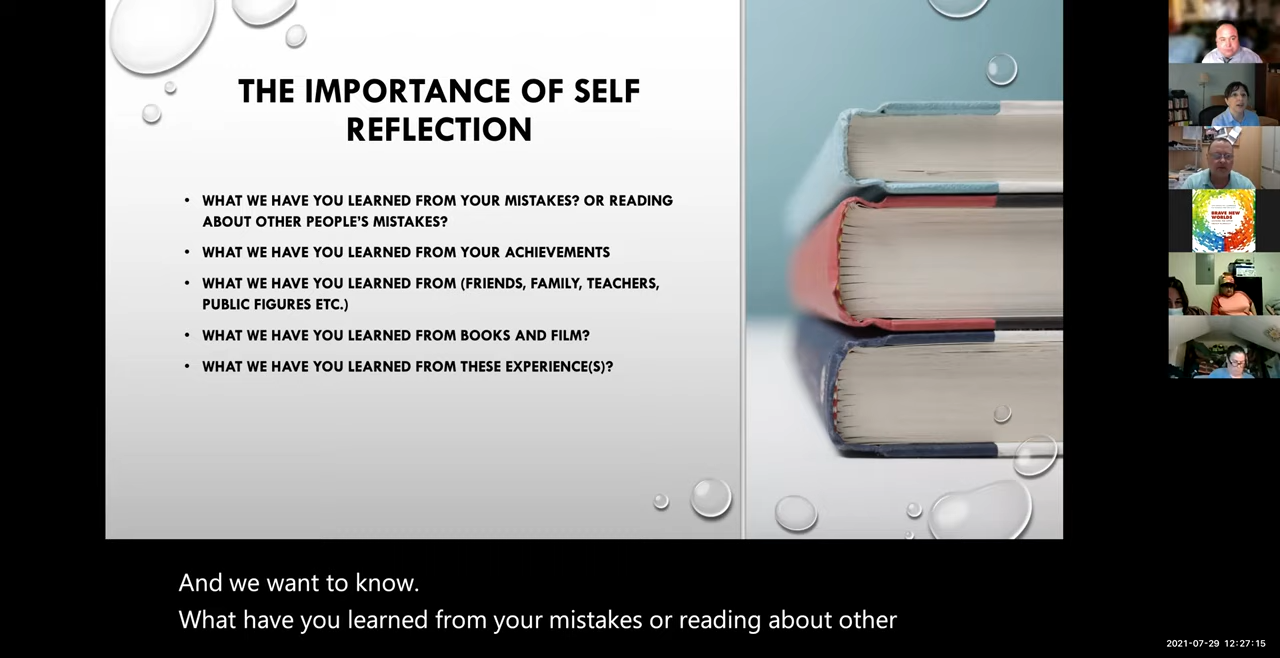 THE IMPORTANCE OF SELF
REFLECTION
• WHAT WE HAVE YOU LEARNED FROM YOUR MISTAKES? OR READING
ABOUT OTHER PEOPLE'S MISTAKES?
• WHAT WE HAVE YOU LEARNED FROM YOUR ACHIEVEMENTS
• WHAT WE HAVE YOU LEARNED FROM (FRIENDS, FAMILY, TEACHERS,
PUBLIC FIGURES ETC.)
• WHAT WE HAVE YOU LEARNED FROM BOOKS AND FILM?
• WHAT WE HAVE YOU LEARNED FROM THESE EXPERIENCE(S)?
BRAVE NEW
WORLDS
And we want to know.
What have you learned from your mistakes or reading about other
2021-07-29 12:27:15